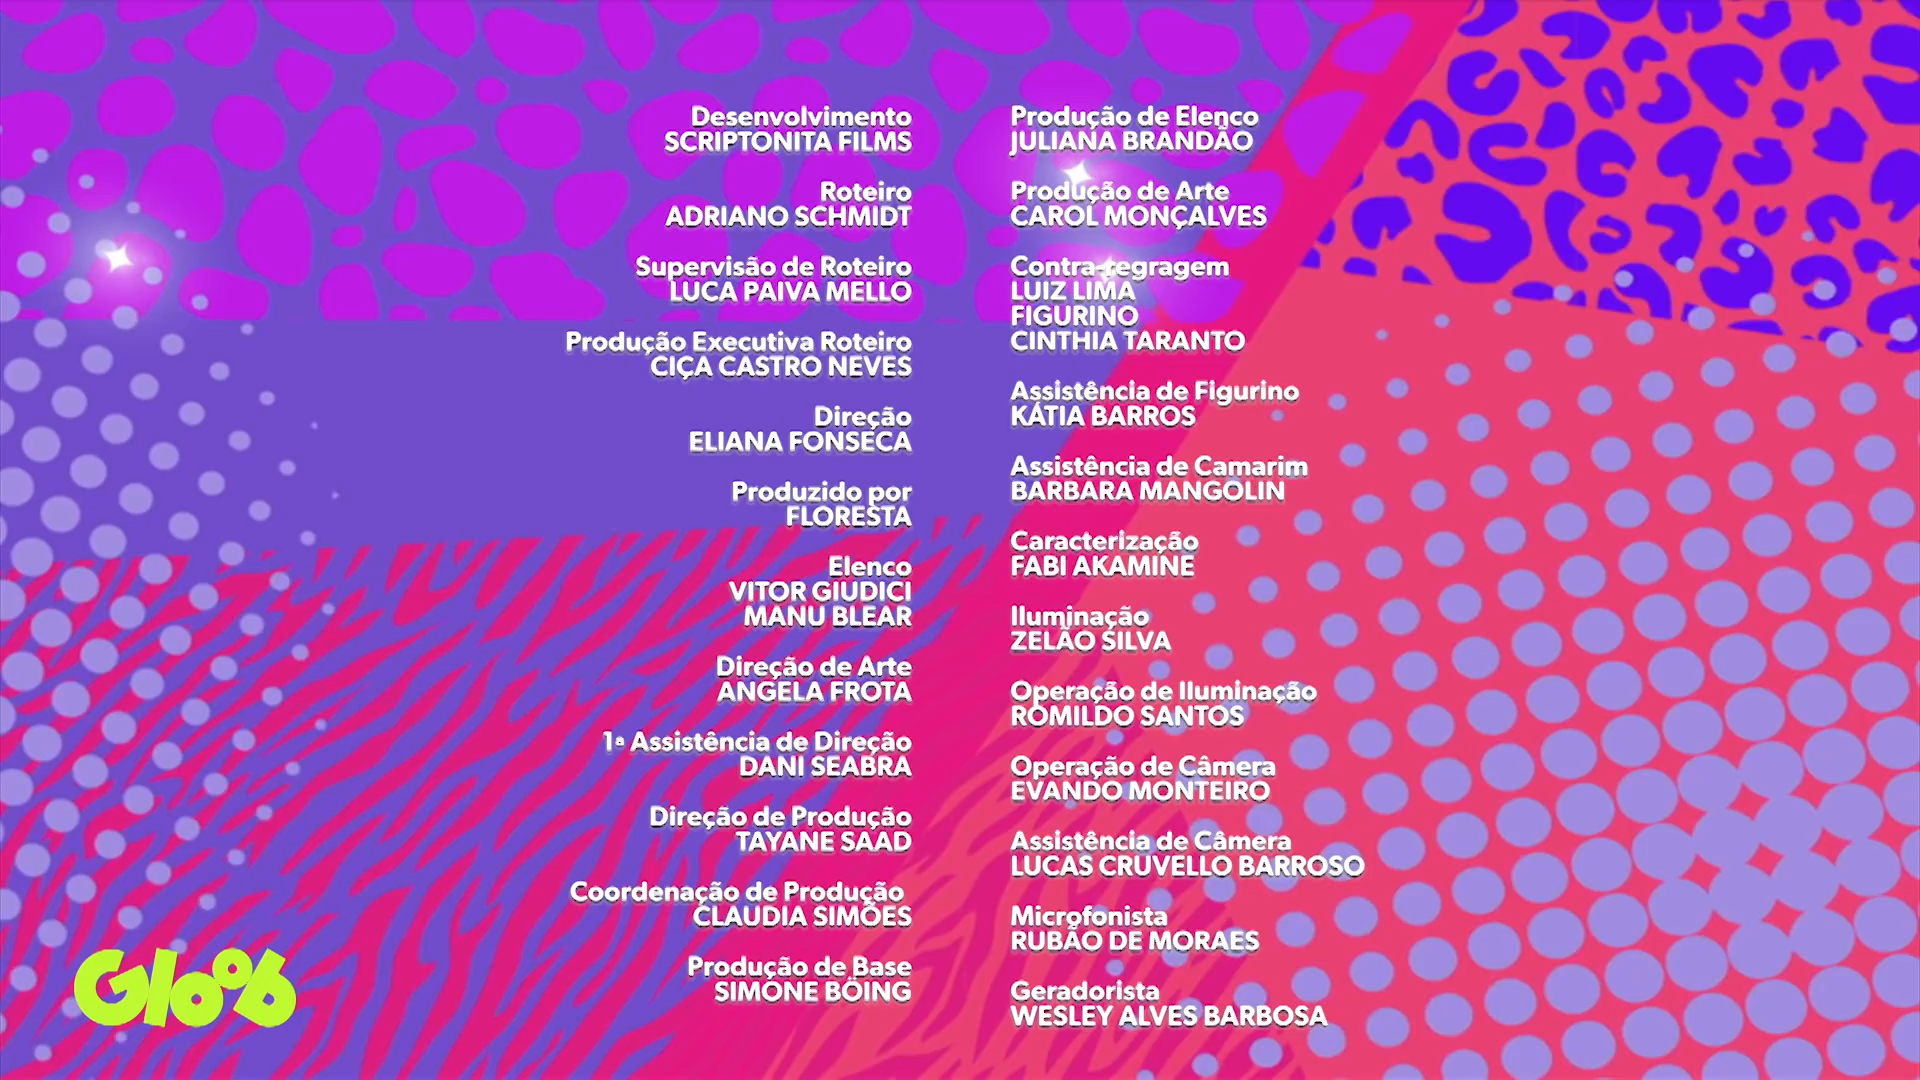 Desenvolvimento
SCRIPTONITA FILMS
Roteiro
ADRIANO SCHMIDT
Supervisão de Roteiro
LUCA PAIVA MELLO
Produção Executiva Roteiro
CIÇA CASTRO NEVES
Direção
ELIANA FONSECA
Produzido por
FLORESTA
Elenco
VITOR GIUDICI
MANU BLEAR
Direção de Arte
ANGELA FROTA
1ª Assistência de Direção
DANI SEABRA
Direção de Produção
TAYANE SAAD
Coordenação de Produção
CLAUDIA SIMÕES
Produção de Base
SIMONE BÖING
Produção de Elenco
JULIANA BRANDÃO
Produção de Arte
CAROL MONÇALVES
Contra-regragem
LUIZ LIMA
FIGURINO
CINTHIA TARANTO
Assistência de Figurino
KÁTIA BARROS
Assistência de Camarim
BARBARA MANGOLIN
Caracterização
FABI AKAMINE
Iluminação
ZELÃO SILVA
Operação de Iluminação
ROMILDO SANTOS
Operação de Câmera
EVANDO MONTEIRO
Assistência de Câmera
LUCAS CRUVELLO BARROSO
Microfonista
RUBÃO DE MORAES
Geradorista
WESLEY ALVES BARBOSA
Gloob